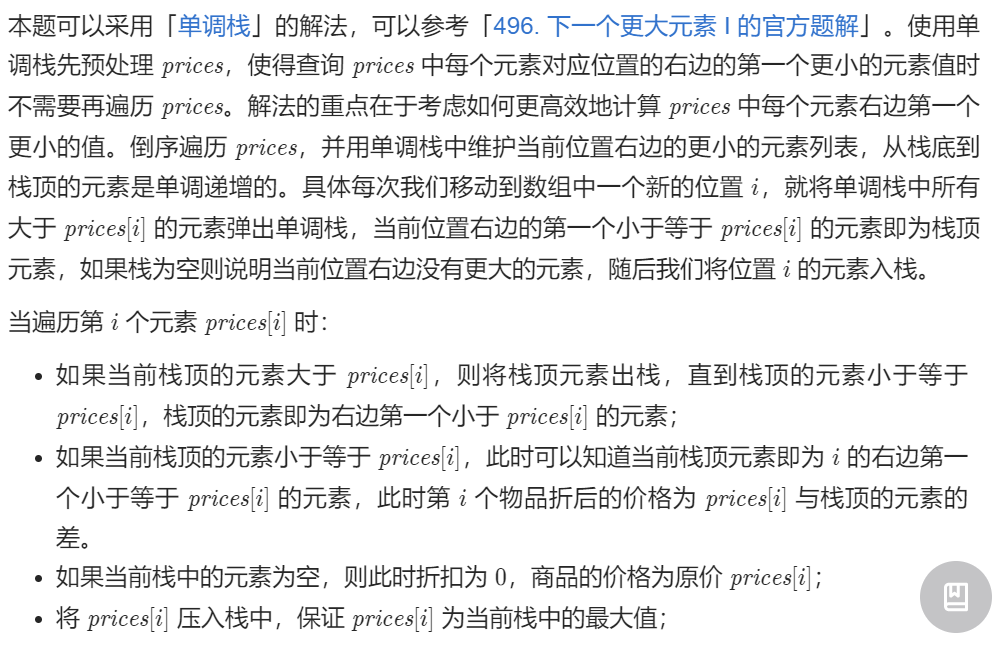 本题可以采用「单调栈」的解法，可以参考「496. 下一个更大元素 I 的官方题解」。使用单
调栈先预处理 prices，使得查询 prices 中每个元素对应位置的右边的第一个更小的元素值时
不需要再遍历 prices。解法的重点在于考虑如何更高效地计算 prices 中每个元素右边第一个
更小的值。倒序遍历 prices，并用单调栈中维护当前位置右边的更小的元素列表，从栈底到
栈顶的元素是单调递增的。具体每次我们移动到数组中一个新的位置 i，就将单调栈中所有
大于 prices[i] 的元素弹出单调栈，当前位置右边的第一个小于等于 prices[i] 的元素即为栈顶
元素，如果栈为空则说明当前位置右边没有更大的元素，随后我们将位置 i 的元素入栈。
当遍历第 i 个元素 prices[i] 时：
• 如果当前栈顶的元素大于 prices[i]，则将栈顶元素出栈，直到栈顶的元素小于等于
prices[i]，栈顶的元素即为右边第一个小于 prices[i] 的元素；
• 如果当前栈顶的元素小于等于 prices[i]，此时可以知道当前栈顶元素即为 i 的右边第一
个小于等于 prices[i] 的元素，此时第 i 个物品折后的价格为 prices[i] 与栈顶的元素的
差。
• 如果当前栈中的元素为空，则此时折扣为 0，商品的价格为原价 prices[i]；
• 将 prices[i] 压入栈中，保证 prices[i] 为当前栈中的最大值；